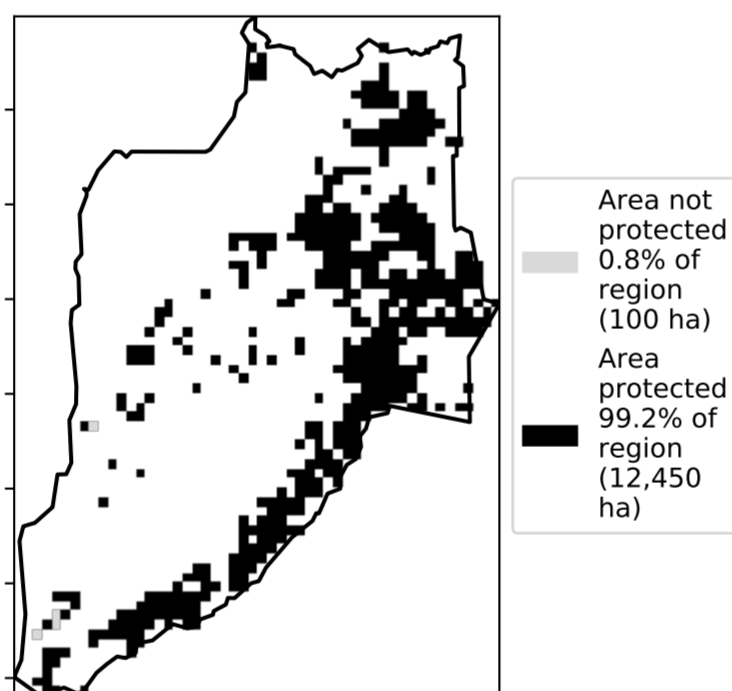 Area not
protected
0.8% of
region
(100 ha)
Area
protected
99.2% of
region
(12,450
ha)